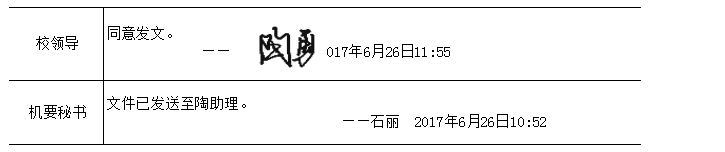 校领导
同意发文。
—— 陶勇 017年6月26日11:55
机要秘书
文件已发送至陶助理。
——石丽 2017年6月26日10:52